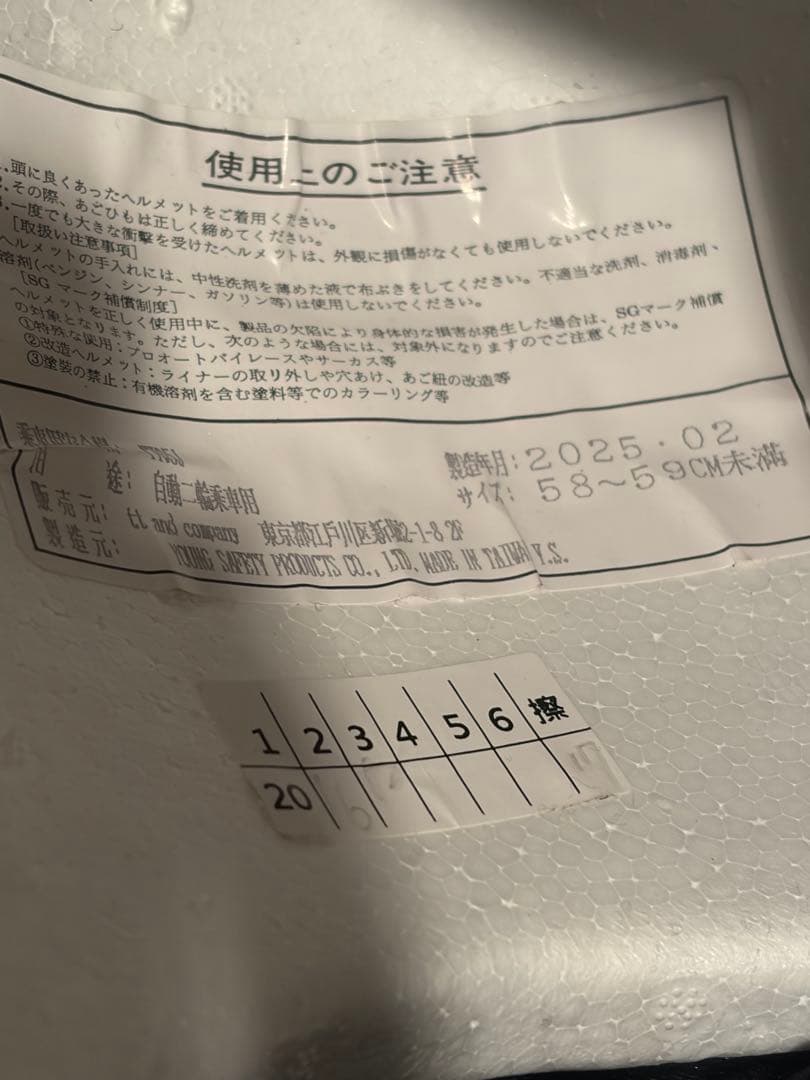 使用上のご注意
.頭に良くあったヘルメットをご着用ください。
2.その際、あごひもは正しく締めてください。
3.一度でも大きな衝撃を受けたヘルメットは、外観に損傷がなくても使用しないでください。
[取扱い注意事項]
ヘルメットの手入れには、中性洗剤を薄めた液で布ぶきをしてください。不適当な洗剤、消毒剤、
溶剤(ベンジン、シンナー、ガソリン等)は使用しないでください。
[SG マーク補償制度]
ヘルメットを正しく使用中に、製品の欠陥により身体的な損害が発生した場合は、SGマーク補償
の対象となります。ただし、次のような場合には、対象外になりますのでご注意ください。
①特殊な使用：プロオートバイレースやサーカス等
②改造ヘルメット：ライナーの取り外しや穴あけ、あご紐の改造等
③塗装の禁止：有機溶剤を含む塗料等でのカラーリング等
製造年月：2025．02
途：自動二輪乗車用
サイズ：58〜59CM未満
販売元：tt and company 東京都江戸川区新堀2-1-8 2F
製造元：YOUNG SAFETY PRODUCTS CO., LTD. MADE IN TAIWA Y.S.
1 2 3 4 5 6 擦
20